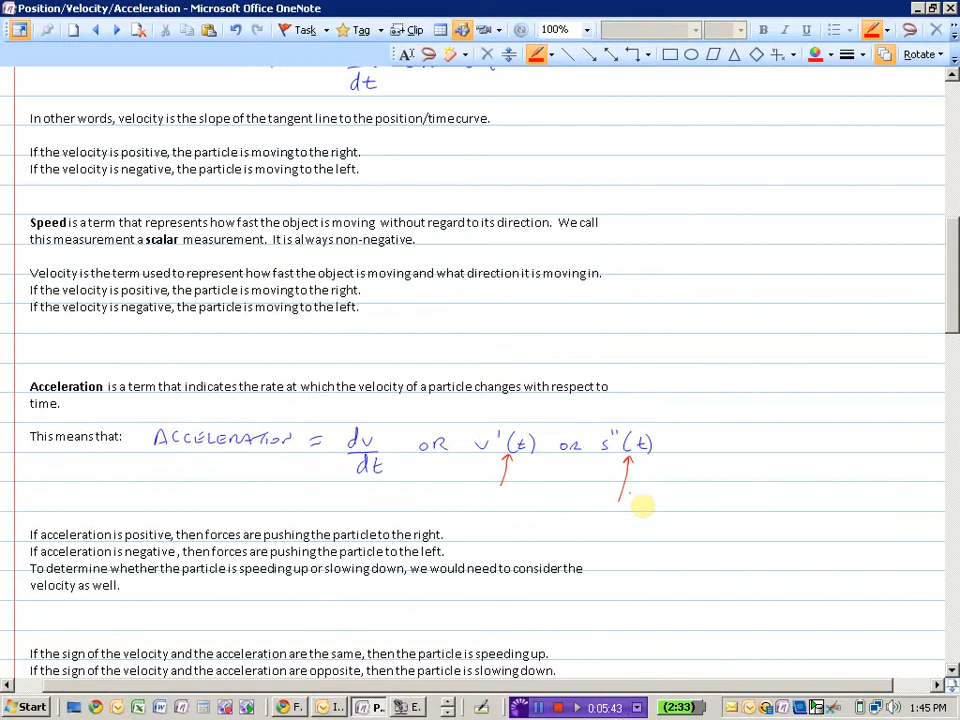 Position/Velocity/Acceleration - Microsoft Office OneNote
Task Tag Clip 100% B I U
A Rotate
dt
In other words, velocity is the slope of the tangent line to the position/time curve.
If the velocity is positive, the particle is moving to the right.
If the velocity is negative, the particle is moving to the left.
Speed is a term that represents how fast the object is moving without regard to its direction. We call
this measurement a scalar measurement. It is always non-negative.
Velocity is the term used to represent how fast the object is moving and what direction it is moving in.
If the velocity is positive, the particle is moving to the right.
If the velocity is negative, the particle is moving to the left.
Acceleration is a term that indicates the rate at which the velocity of a particle changes with respect to
time.
This means that: ACCELERATION = dv/dt OR v'(t) OR s"(t)
If acceleration is positive, then forces are pushing the particle to the right.
If acceleration is negative, then forces are pushing the particle to the left.
To determine whether the particle is speeding up or slowing down, we would need to consider the
velocity as well.
If the sign of the velocity and the acceleration are the same, then the particle is speeding up.
If the sign of the velocity and the acceleration are opposite, then the particle is slowing down.
Start F. I... P.. E. 0:05:43 (2:33) 1:45 PM